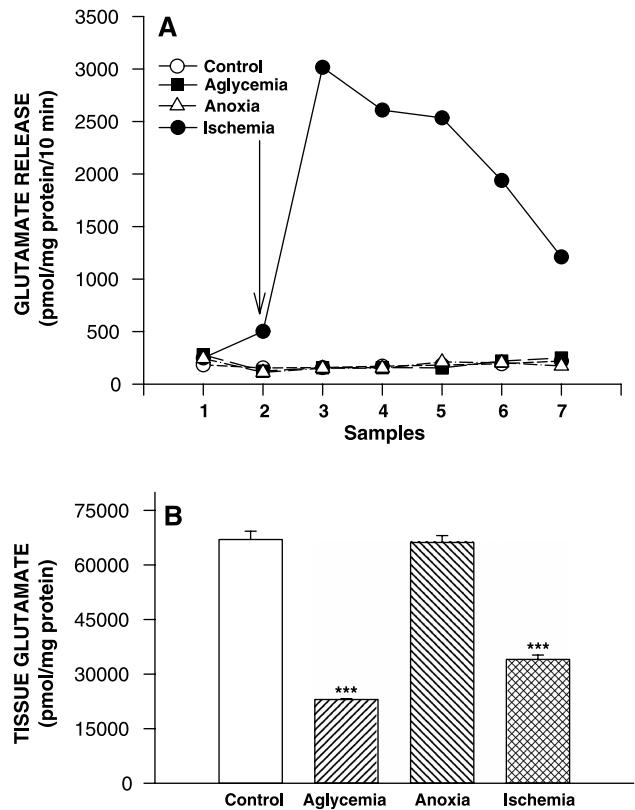 A
Control
Aglycemia
Anoxia
Ischemia
GLUTAMATE RELEASE
(pmol/mg protein/10 min)
3500
3000
2500
2000
1500
1000
500
0
1 2 3 4 5 6 7
Samples
B
TISSUE GLUTAMATE
(pmol/mg protein)
75000
60000
45000
30000
15000
0
***
***
Control Aglycemia Anoxia Ischemia